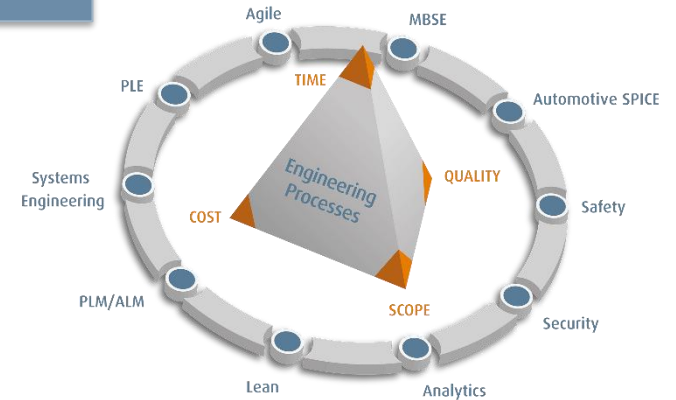 Agile
MBSE
TIME
PLE
Automotive SPICE
Engineering
Processes
QUALITY
Systems
Engineering
COST
Safety
PLM/ALM
SCOPE
Security
Lean
Analytics